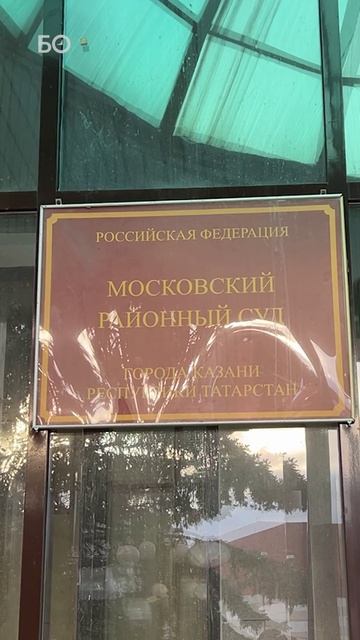 БО
РОССИЙСКАЯ ФЕДЕРАЦИЯ
МОСКОВСКИЙ
РАЙОННЫЙ СУД
ГОРОДА КАЗАНИ
РЕСПУБЛИКИ ТАТАРСТАН